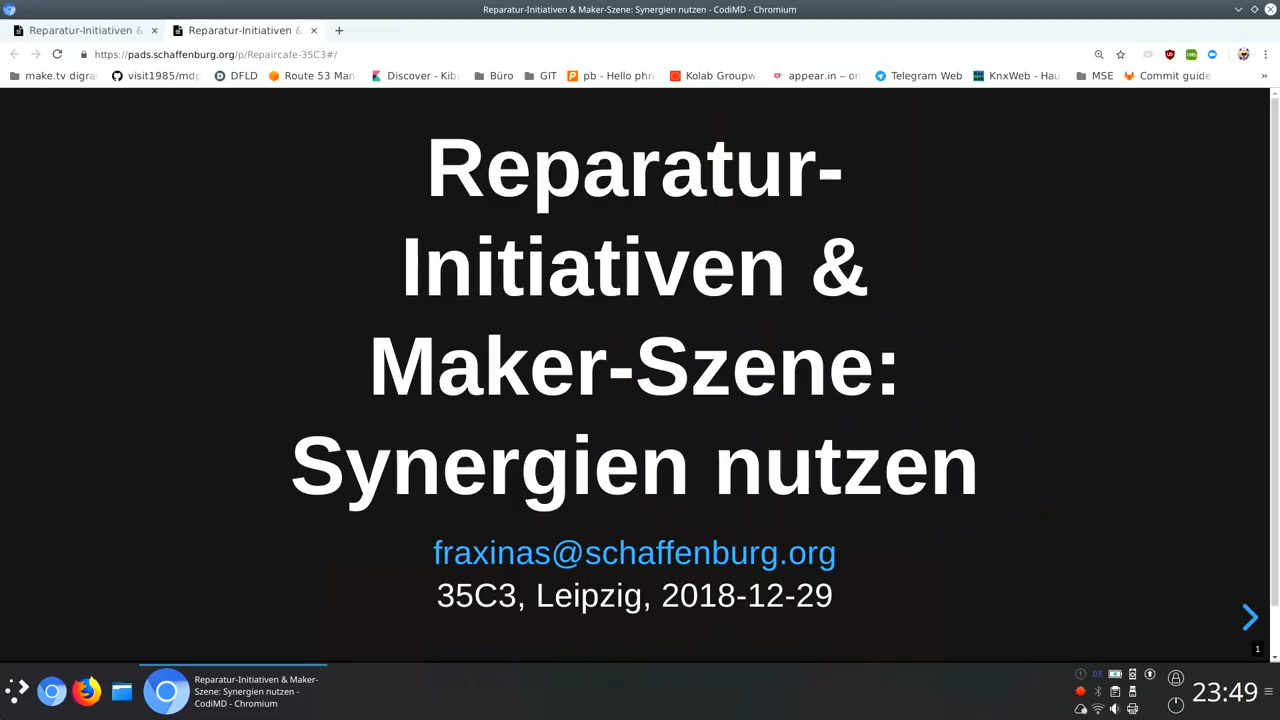 Reparatur-Initiativen & Maker-Szene: Synergien nutzen - CodiMD - Chromium
Reparatur-Initiativen &
Reparatur-Initiativen &
https://pads.schaffenburg.org/p/Repaircafe-35C3#/
make.tv digra
visit1985/mdp
DFLD
Route 53 Man
Discover - Kib
Büro
GIT
pb - Hello phri
Kolab Groupw
appear.in – on
Telegram Web
KnxWeb - Hau
MSE
Commit guide
»
Reparatur-
Initiativen &
Maker-Szene:
Synergien nutzen
fraxinas@schaffenburg.org
35C3, Leipzig, 2018-12-29
1
Reparatur-Initiativen & Maker-
Szene: Synergien nutzen -
CodiMD - Chromium
DE
23:49